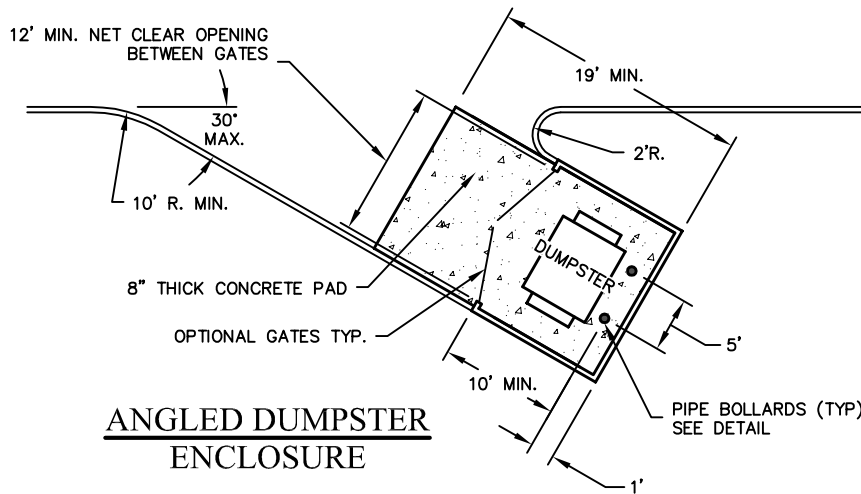 12' MIN. NET CLEAR OPENING
BETWEEN GATES
19' MIN.
30°
MAX.
2'R.
10' R. MIN.
DUMPSTER
8" THICK CONCRETE PAD
OPTIONAL GATES TYP.
5'
10' MIN.
PIPE BOLLARDS (TYP)
SEE DETAIL
ANGLED DUMPSTER
ENCLOSURE
1'